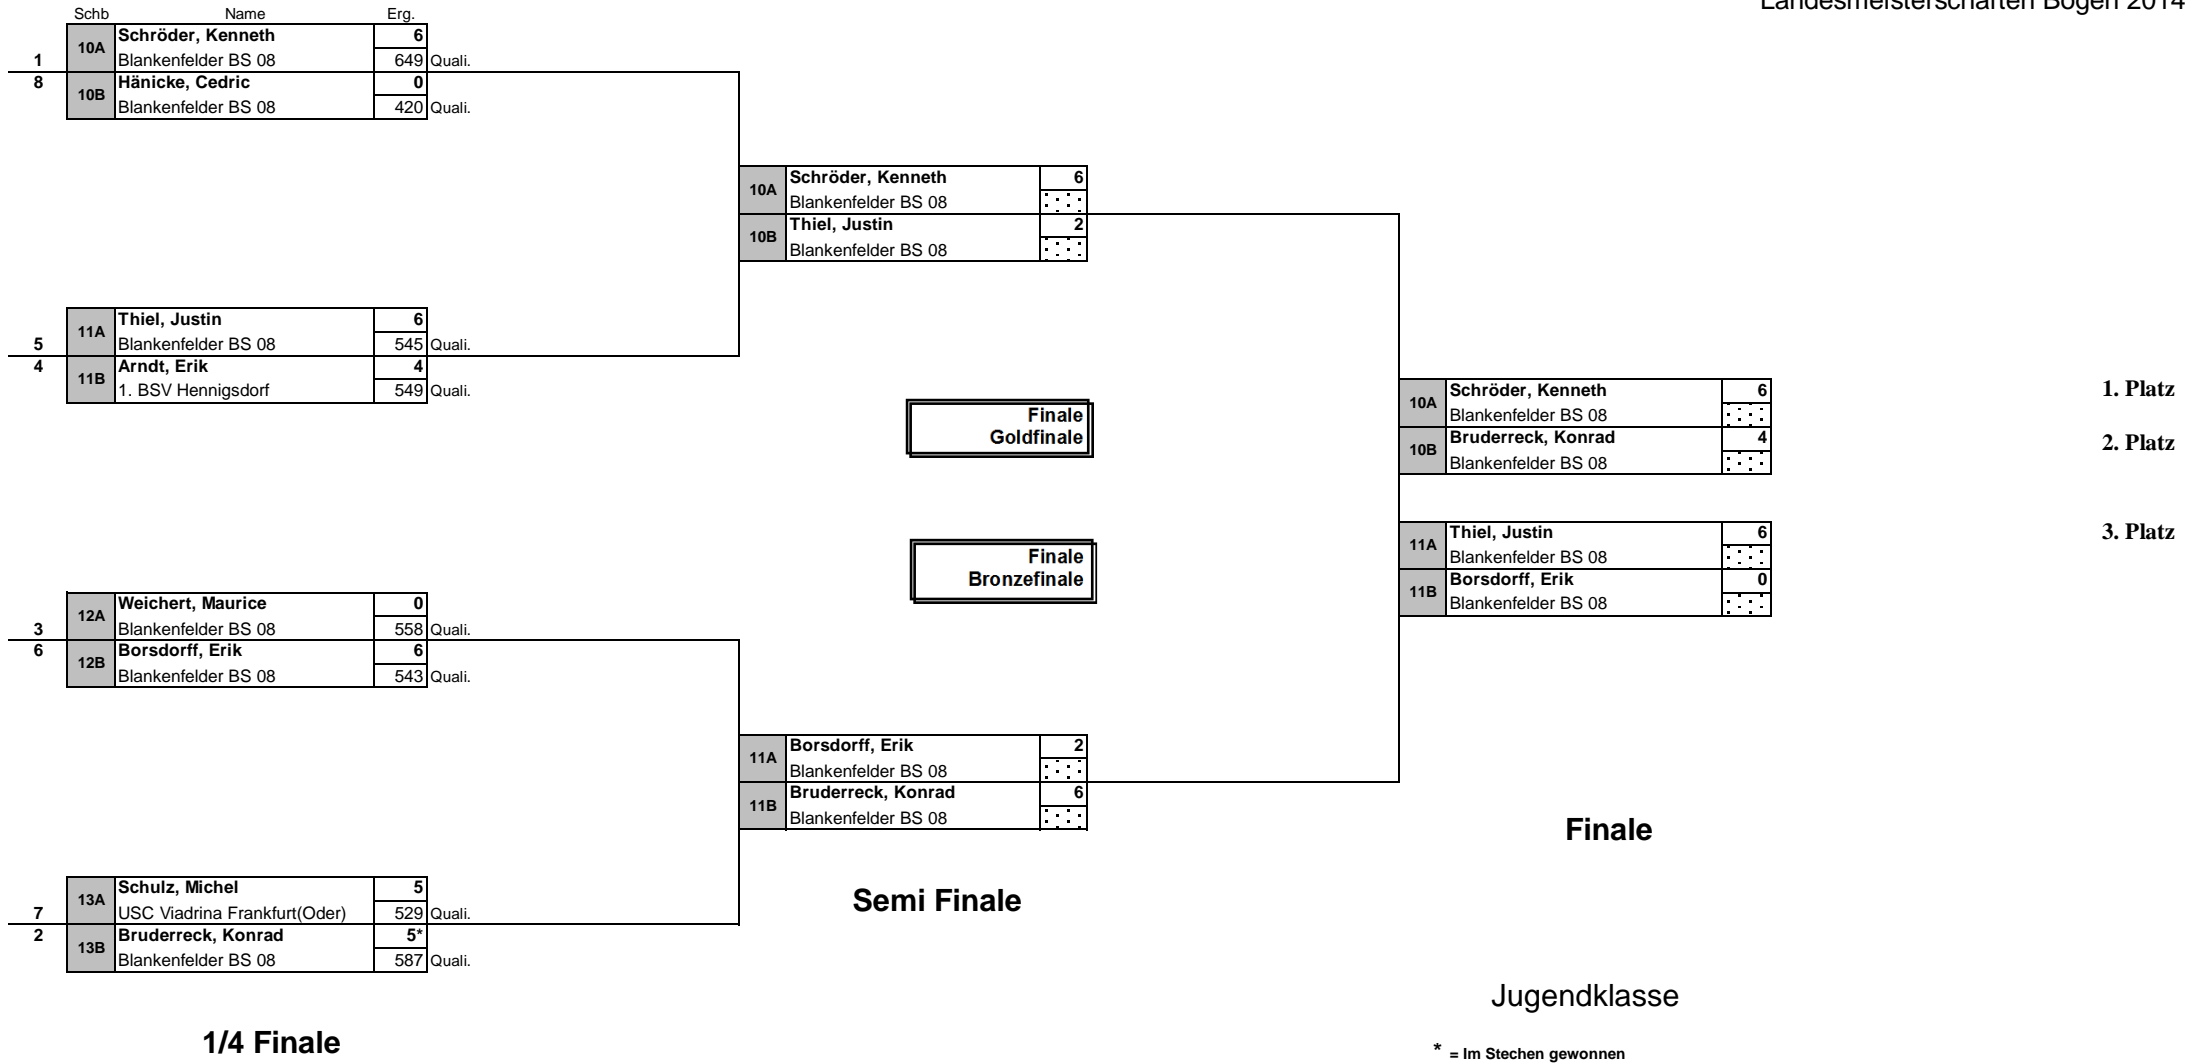 Landesmeisterschaften Bogen 2014
Schb Name Erg.
10A Schröder, Kenneth 6
1 Blankenfelder BS 08 649 Quali.
8 10B Hänicke, Cedric 0
Blankenfelder BS 08 420 Quali.
10A Schröder, Kenneth 6
Blankenfelder BS 08
10B Thiel, Justin 2
Blankenfelder BS 08
11A Thiel, Justin 6
5 Blankenfelder BS 08 545 Quali.
4 11B Arndt, Erik 4
1. BSV Hennigsdorf 549 Quali.
Finale
Goldfinale
10A Schröder, Kenneth 6 1. Platz
Blankenfelder BS 08
10B Bruderreck, Konrad 4 2. Platz
Blankenfelder BS 08
Finale
Bronzefinale
11A Thiel, Justin 6 3. Platz
Blankenfelder BS 08
11B Borsdorff, Erik 0
Blankenfelder BS 08
12A Weichert, Maurice 0
3 Blankenfelder BS 08 558 Quali.
6 12B Borsdorff, Erik 6
Blankenfelder BS 08 543 Quali.
11A Borsdorff, Erik 2
Blankenfelder BS 08
11B Bruderreck, Konrad 6
Blankenfelder BS 08
Finale
13A Schulz, Michel 5
7 USC Viadrina Frankfurt(Oder) 529 Quali.
2 13B Bruderreck, Konrad 5*
Blankenfelder BS 08 587 Quali.
Semi Finale
Jugendklasse
1/4 Finale
* = Im Stechen gewonnen